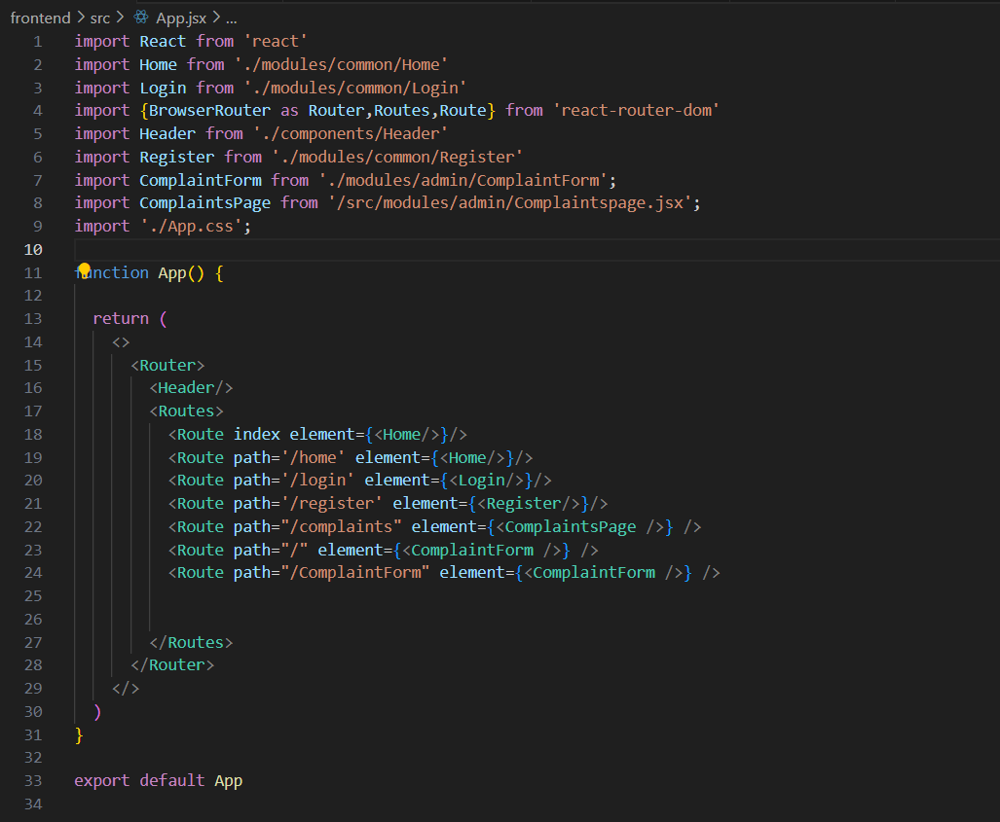 frontend > src > App.jsx > ...
1 import React from 'react'
2 import Home from './modules/common/Home'
3 import Login from './modules/common/Login'
4 import {BrowserRouter as Router,Routes,Route} from 'react-router-dom'
5 import Header from './components/Header'
6 import Register from './modules/common/Register'
7 import ComplaintForm from './modules/admin/ComplaintForm';
8 import ComplaintsPage from '/src/modules/admin/Complaintspage.jsx';
9 import './App.css';
10
11 function App() {
12
13 return (
14 <>
15 <Router>
16 <Header/>
17 <Routes>
18 <Route index element={<Home/>}/>
19 <Route path='/home' element={<Home/>}/>
20 <Route path='/login' element={<Login/>}/>
21 <Route path='/register' element={<Register/>}/>
22 <Route path="/complaints" element={<ComplaintsPage />} />
23 <Route path="/" element={<ComplaintForm />} />
24 <Route path="/ComplaintForm" element={<ComplaintForm />} />
25
26
27 </Routes>
28 </Router>
29 </>
30 )
31 }
32
33 export default App
34